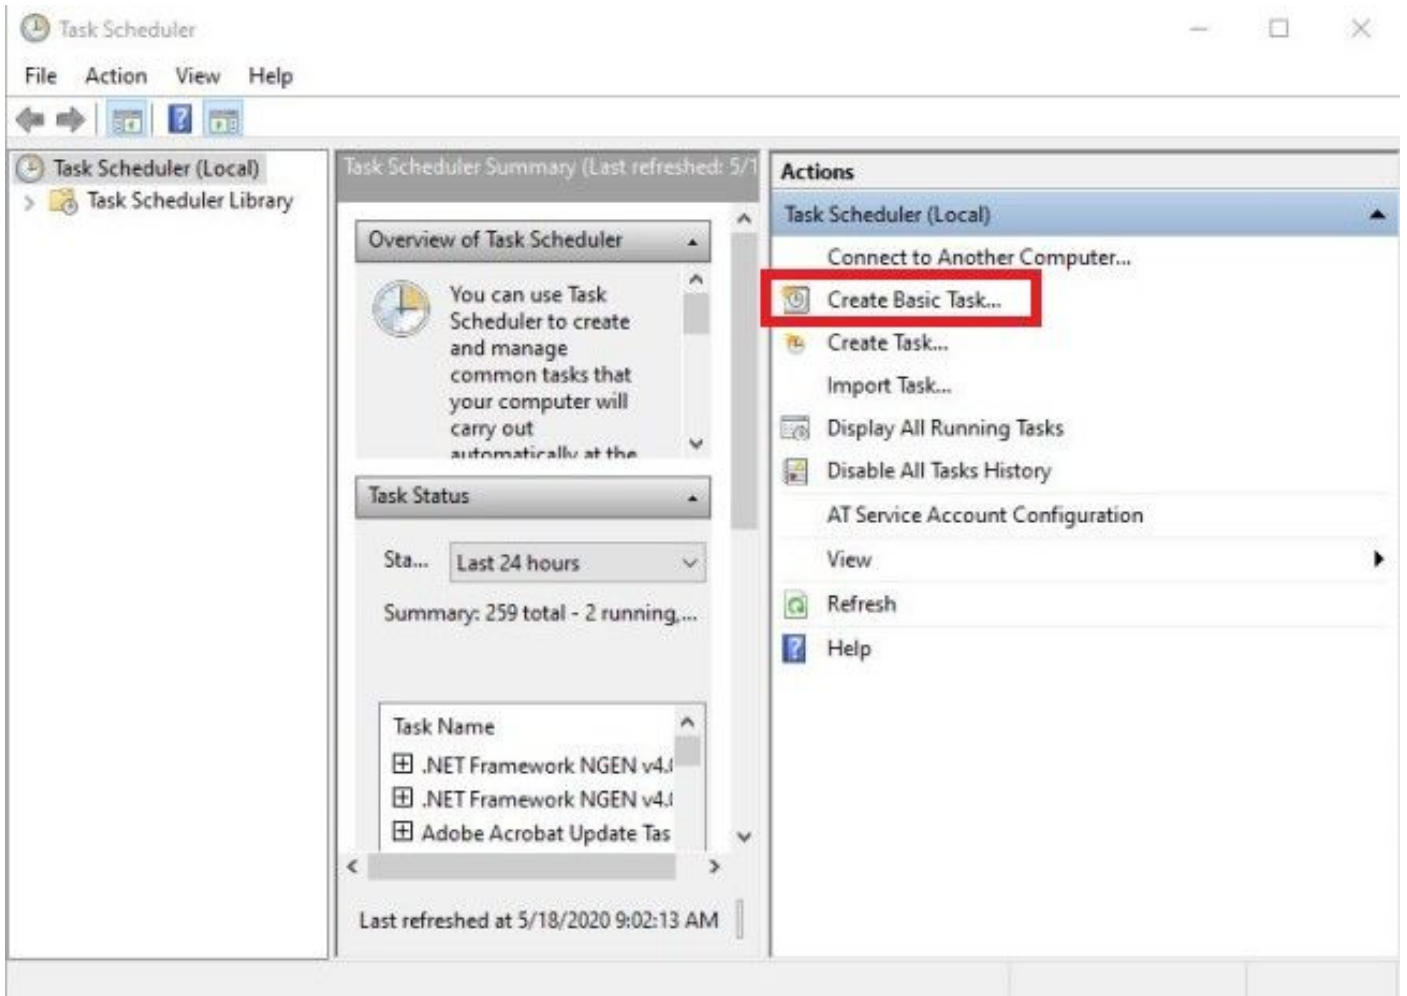 Task Scheduler
File Action View Help
Task Scheduler (Local)
Task Scheduler Library
Task Scheduler Summary (Last refreshed: 5/1
Overview of Task Scheduler
You can use Task
Scheduler to create
and manage
common tasks that
your computer will
carry out
automatically at the
Task Status
Sta... Last 24 hours
Summary: 259 total - 2 running,...
Task Name
.NET Framework NGEN v4.0
.NET Framework NGEN v4.0
Adobe Acrobat Update Tas
Last refreshed at 5/18/2020 9:02:13 AM
Actions
Task Scheduler (Local)
Connect to Another Computer...
Create Basic Task...
Create Task...
Import Task...
Display All Running Tasks
Disable All Tasks History
AT Service Account Configuration
View
Refresh
Help